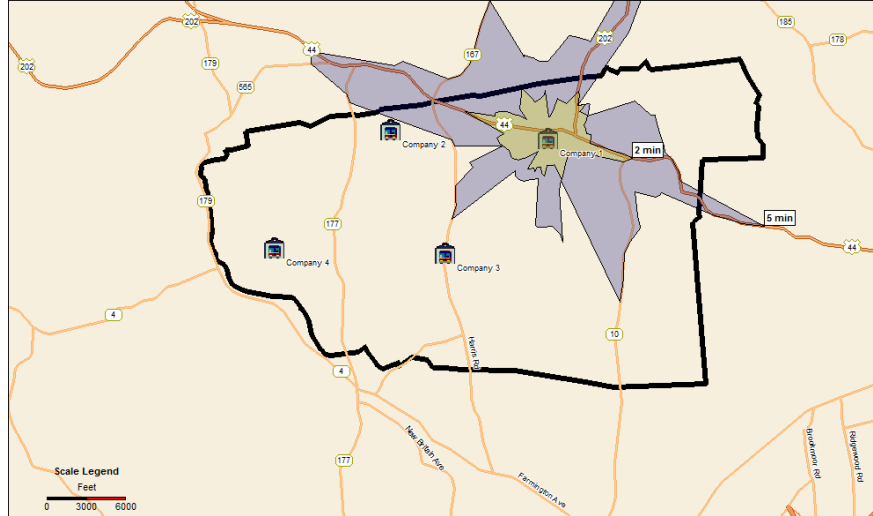 202
185
178
44
167
202
179
202
565
44
Company 2
Company 1
2 min
179
177
5 min
44
Company 4
Company 3
4
10
Harris Rd
4
New Britain Ave
177
Farmington Ave
Brookmoor Rd
Ridgewood Rd
Scale Legend
Feet
0 3000 6000